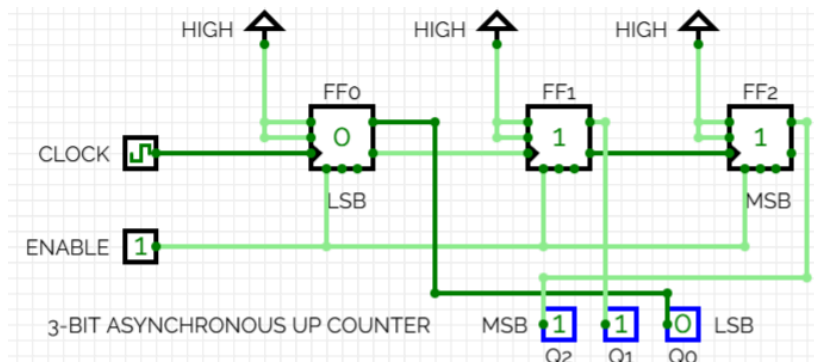 HIGH HIGH HIGH
FF0 FF1 FF2
0 1 1
CLOCK
LSB MSB
ENABLE 1
3-BIT ASYNCHRONOUS UP COUNTER MSB 1 1 0 LSB
Q2 Q1 Q0